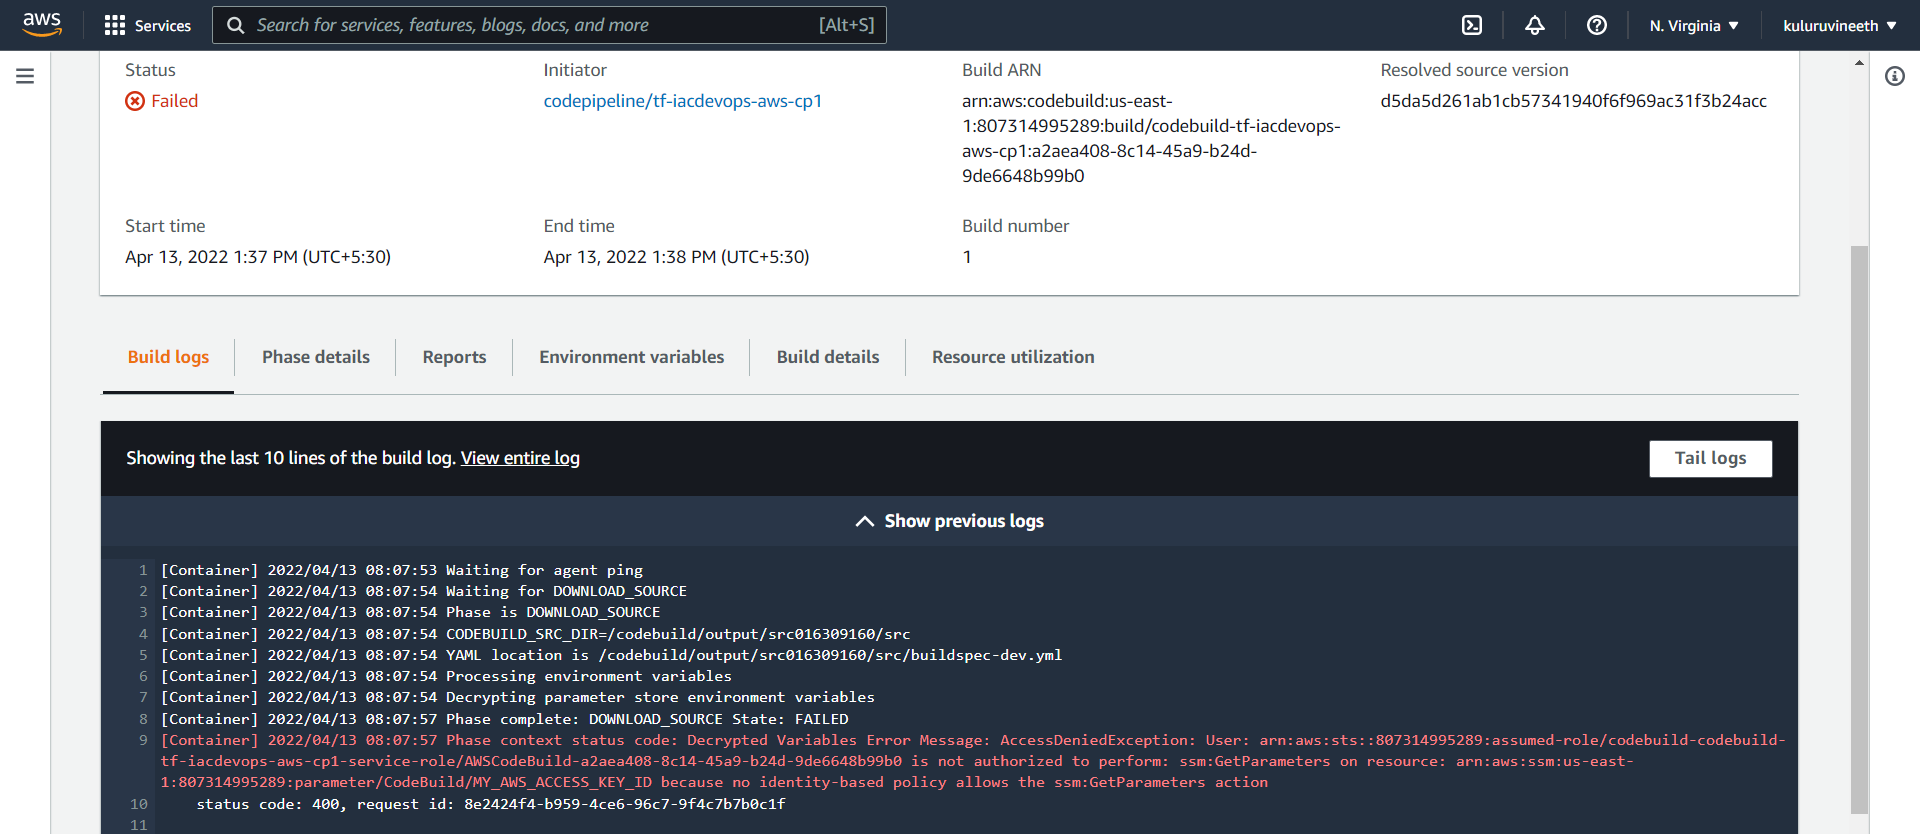 aws Services Search for services, features, blogs, docs, and more [Alt+S] N. Virginia ▼ kuluruvineeth ▼
Status Initiator Build ARN Resolved source version
Failed codepipeline/tf-iacdevops-aws-cp1 arn:aws:codebuild:us-east- d5da5d261ab1cb57341940f6f969ac31f3b24acc
1:807314995289:build/codebuild-tf-iacdevops-
aws-cp1:a2aea408-8c14-45a9-b24d-
9de6648b99b0
Start time End time Build number
Apr 13, 2022 1:37 PM (UTC+5:30) Apr 13, 2022 1:38 PM (UTC+5:30) 1
Build logs Phase details Reports Environment variables Build details Resource utilization
Showing the last 10 lines of the build log. View entire log Tail logs
Show previous logs
1 [Container] 2022/04/13 08:07:53 Waiting for agent ping
2 [Container] 2022/04/13 08:07:54 Waiting for DOWNLOAD_SOURCE
3 [Container] 2022/04/13 08:07:54 Phase is DOWNLOAD_SOURCE
4 [Container] 2022/04/13 08:07:54 CODEBUILD_SRC_DIR=/codebuild/output/src016309160/src
5 [Container] 2022/04/13 08:07:54 YAML location is /codebuild/output/src016309160/src/buildspec-dev.yml
6 [Container] 2022/04/13 08:07:54 Processing environment variables
7 [Container] 2022/04/13 08:07:54 Decrypting parameter store environment variables
8 [Container] 2022/04/13 08:07:57 Phase complete: DOWNLOAD_SOURCE State: FAILED
9 [Container] 2022/04/13 08:07:57 Phase context status code: Decrypted Variables Error Message: AccessDeniedException: User: arn:aws:sts::807314995289:assumed-role/codebuild-codebuild-
tf-iacdevops-aws-cp1-service-role/AWSCodeBuild-a2aea408-8c14-45a9-b24d-9de6648b99b0 is not authorized to perform: ssm:GetParameters on resource: arn:aws:ssm:us-east-
1:807314995289:parameter/CodeBuild/MY_AWS_ACCESS_KEY_ID because no identity-based policy allows the ssm:GetParameters action
10 status code: 400, request id: 8e2424f4-b959-4ce6-96c7-9f4c7b7b0c1f
11